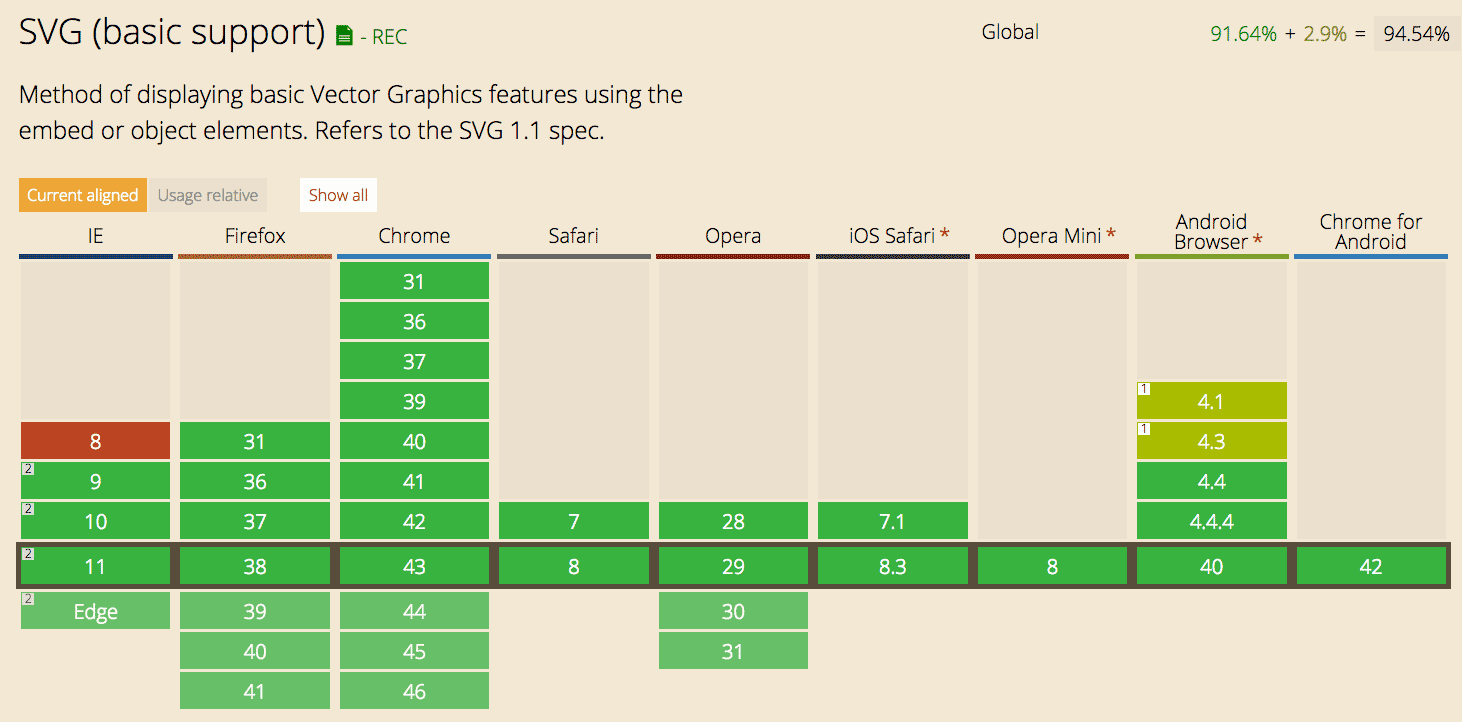 SVG (basic support) - REC
Global 91.64% + 2.9% = 94.54%
Method of displaying basic Vector Graphics features using the
embed or object elements. Refers to the SVG 1.1 spec.
Current aligned Usage relative Show all
IE Firefox Chrome Safari Opera iOS Safari * Opera Mini * Android Browser * Chrome for Android
31
36
37
1
39 4.1
1
8 31 40 4.3
2
9 36 41 4.4
2
10 37 42 7 28 7.1 4.4.4
2
11 38 43 8 29 8.3 8 40 42
2
Edge 39 44 30
40 45 31
41 46